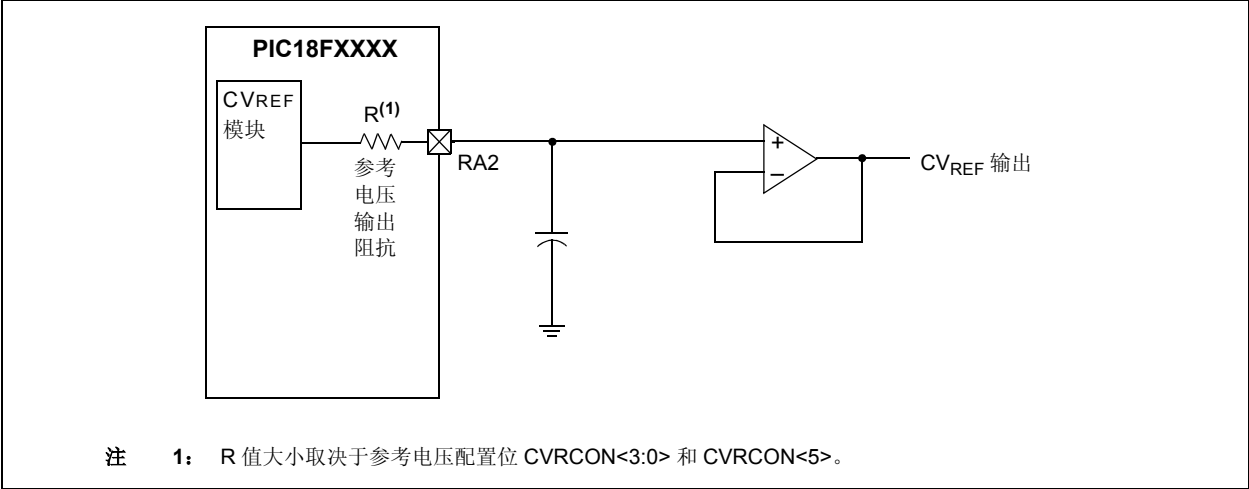 PIC18FXXXX
CVREF
模块
R(1)
参考
电压
输出
阻抗
RA2
+
–
CVREF 输出
注 1： R 值大小取决于参考电压配置位 CVRCON<3:0> 和 CVRCON<5>。